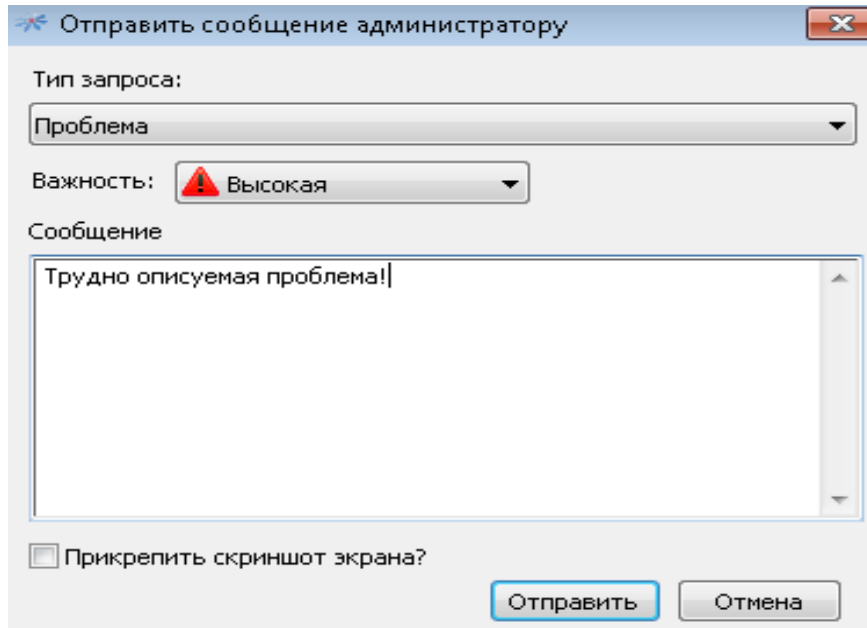 Отправить сообщение администратору
Тип запроса:
Проблема
Важность: Высокая
Сообщение
Трудно описуемая проблема!
Прикрепить скриншот экрана?
Отправить Отмена